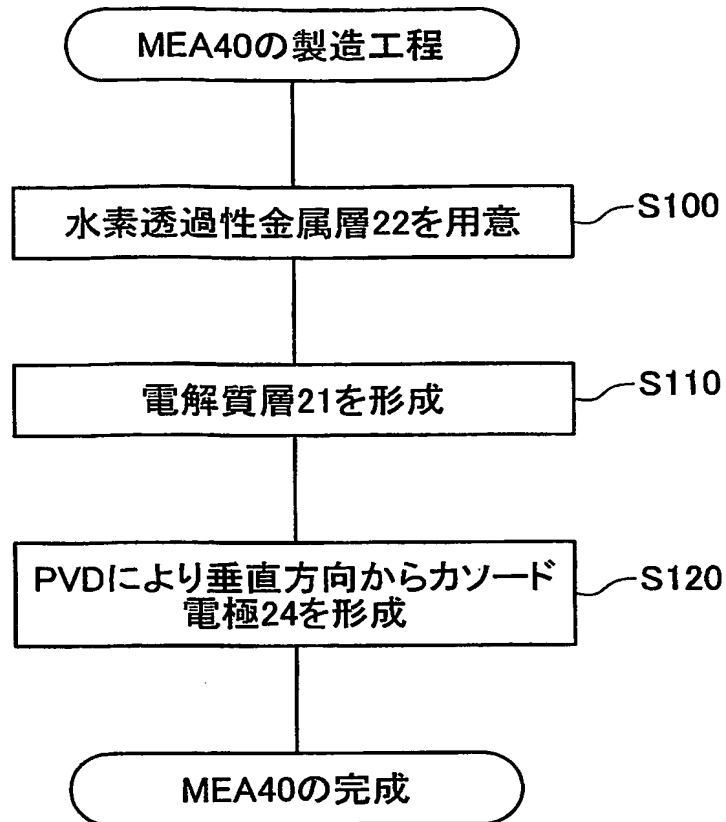 MEA40の製造工程
水素透過性金属層22を用意
S100
電解質層21を形成
S110
PVDにより垂直方向からカソード
電極24を形成
S120
MEA40の完成